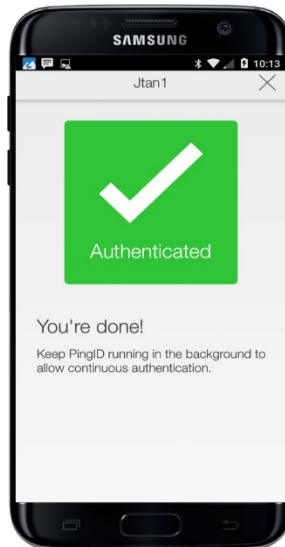 SAMSUNG
10:13
Jtan1
Authenticated
You're done!
Keep PingID running in the background to
allow continuous authentication.